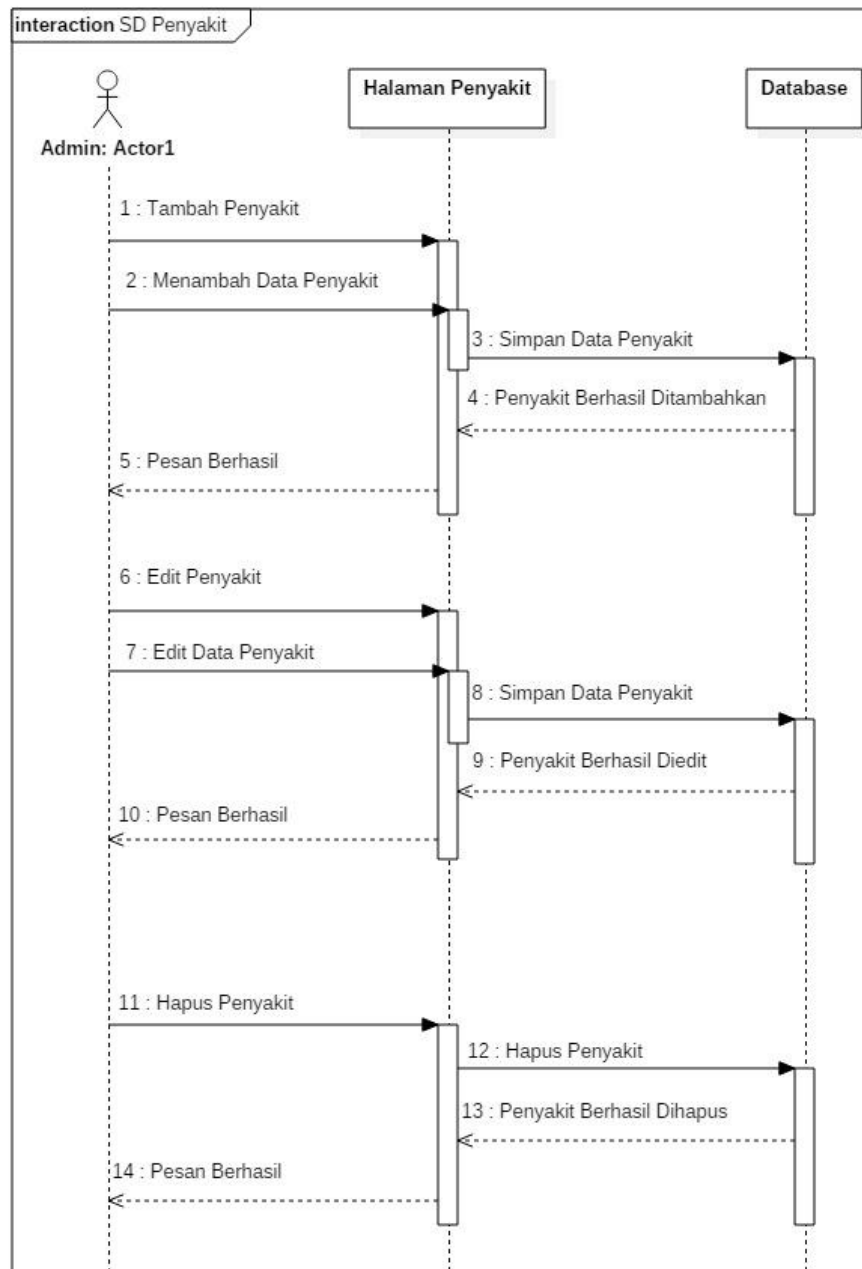 interaction SD Penyakit
Halaman Penyakit
Database
Admin: Actor1
1 : Tambah Penyakit
2 : Menambah Data Penyakit
3 : Simpan Data Penyakit
4 : Penyakit Berhasil Ditambahkan
5 : Pesan Berhasil
6 : Edit Penyakit
7 : Edit Data Penyakit
8 : Simpan Data Penyakit
9 : Penyakit Berhasil Diedit
10 : Pesan Berhasil
11 : Hapus Penyakit
12 : Hapus Penyakit
13 : Penyakit Berhasil Dihapus
14 : Pesan Berhasil